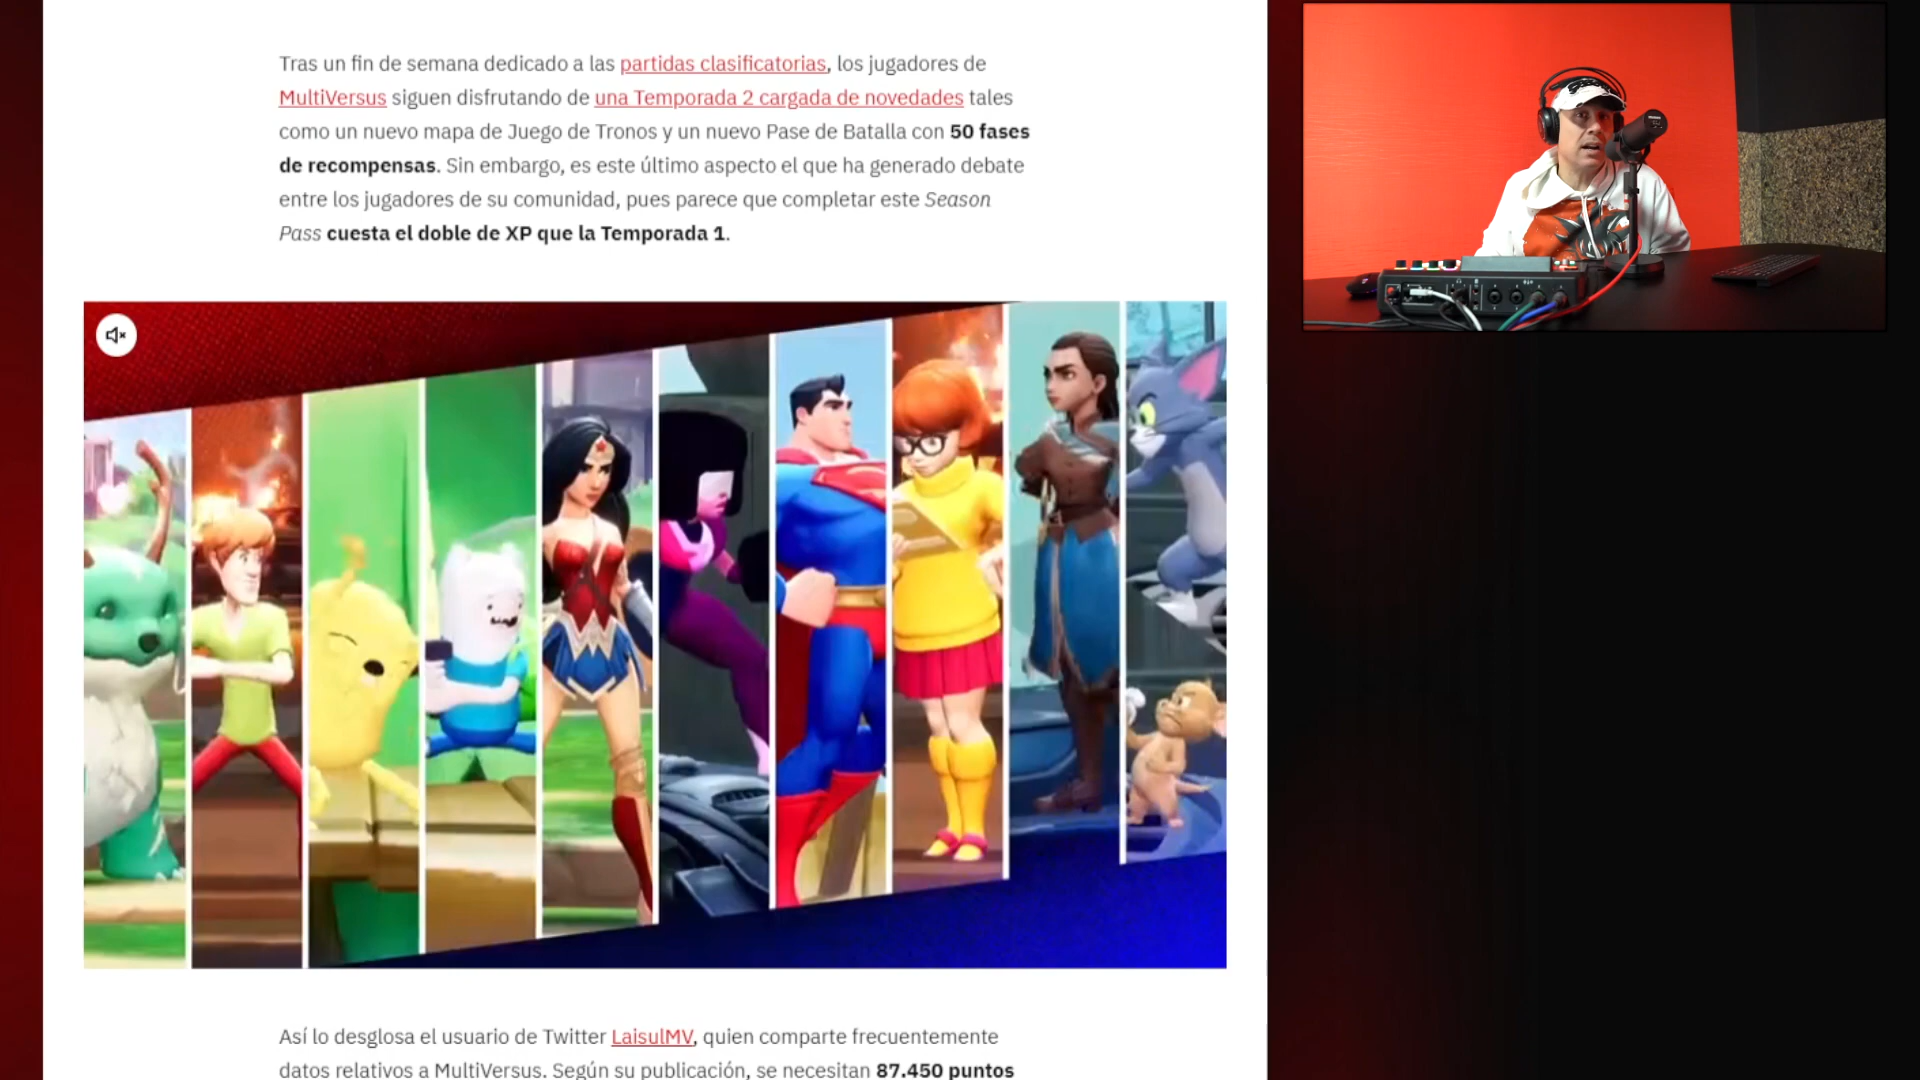 Tras un fin de semana dedicado a las partidas clasificatorias, los jugadores de
MultiVersus siguen disfrutando de una Temporada 2 cargada de novedades tales
como un nuevo mapa de Juego de Tronos y un nuevo Pase de Batalla con 50 fases
de recompensas. Sin embargo, es este último aspecto el que ha generado debate
entre los jugadores de su comunidad, pues parece que completar este Season
Pass cuesta el doble de XP que la Temporada 1.
Así lo desglosa el usuario de Twitter LaisulMV, quien comparte frecuentemente
datos relativos a MultiVersus. Según su publicación, se necesitan 87.450 puntos